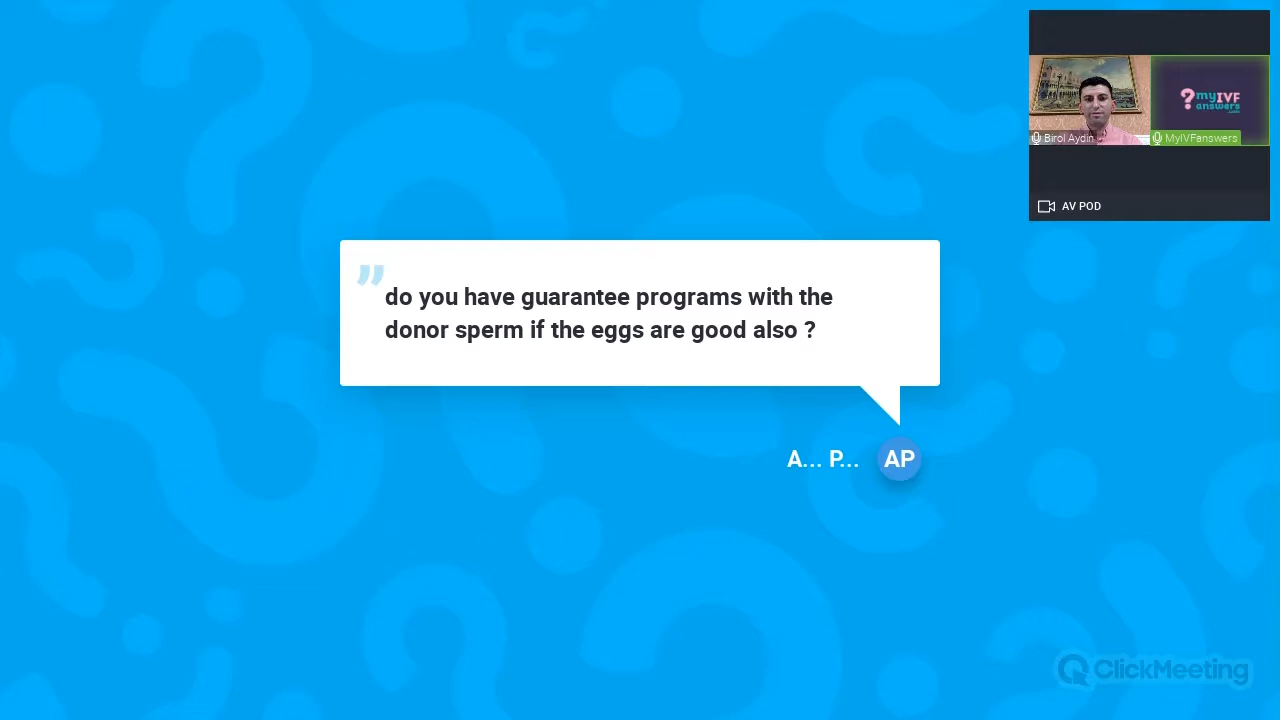 ?myIVF
answers
.com
Birol Aydin
MyIVFanswers
AV POD
"
do you have guarantee programs with the
donor sperm if the eggs are good also ?
A... P...
AP
ClickMeeting